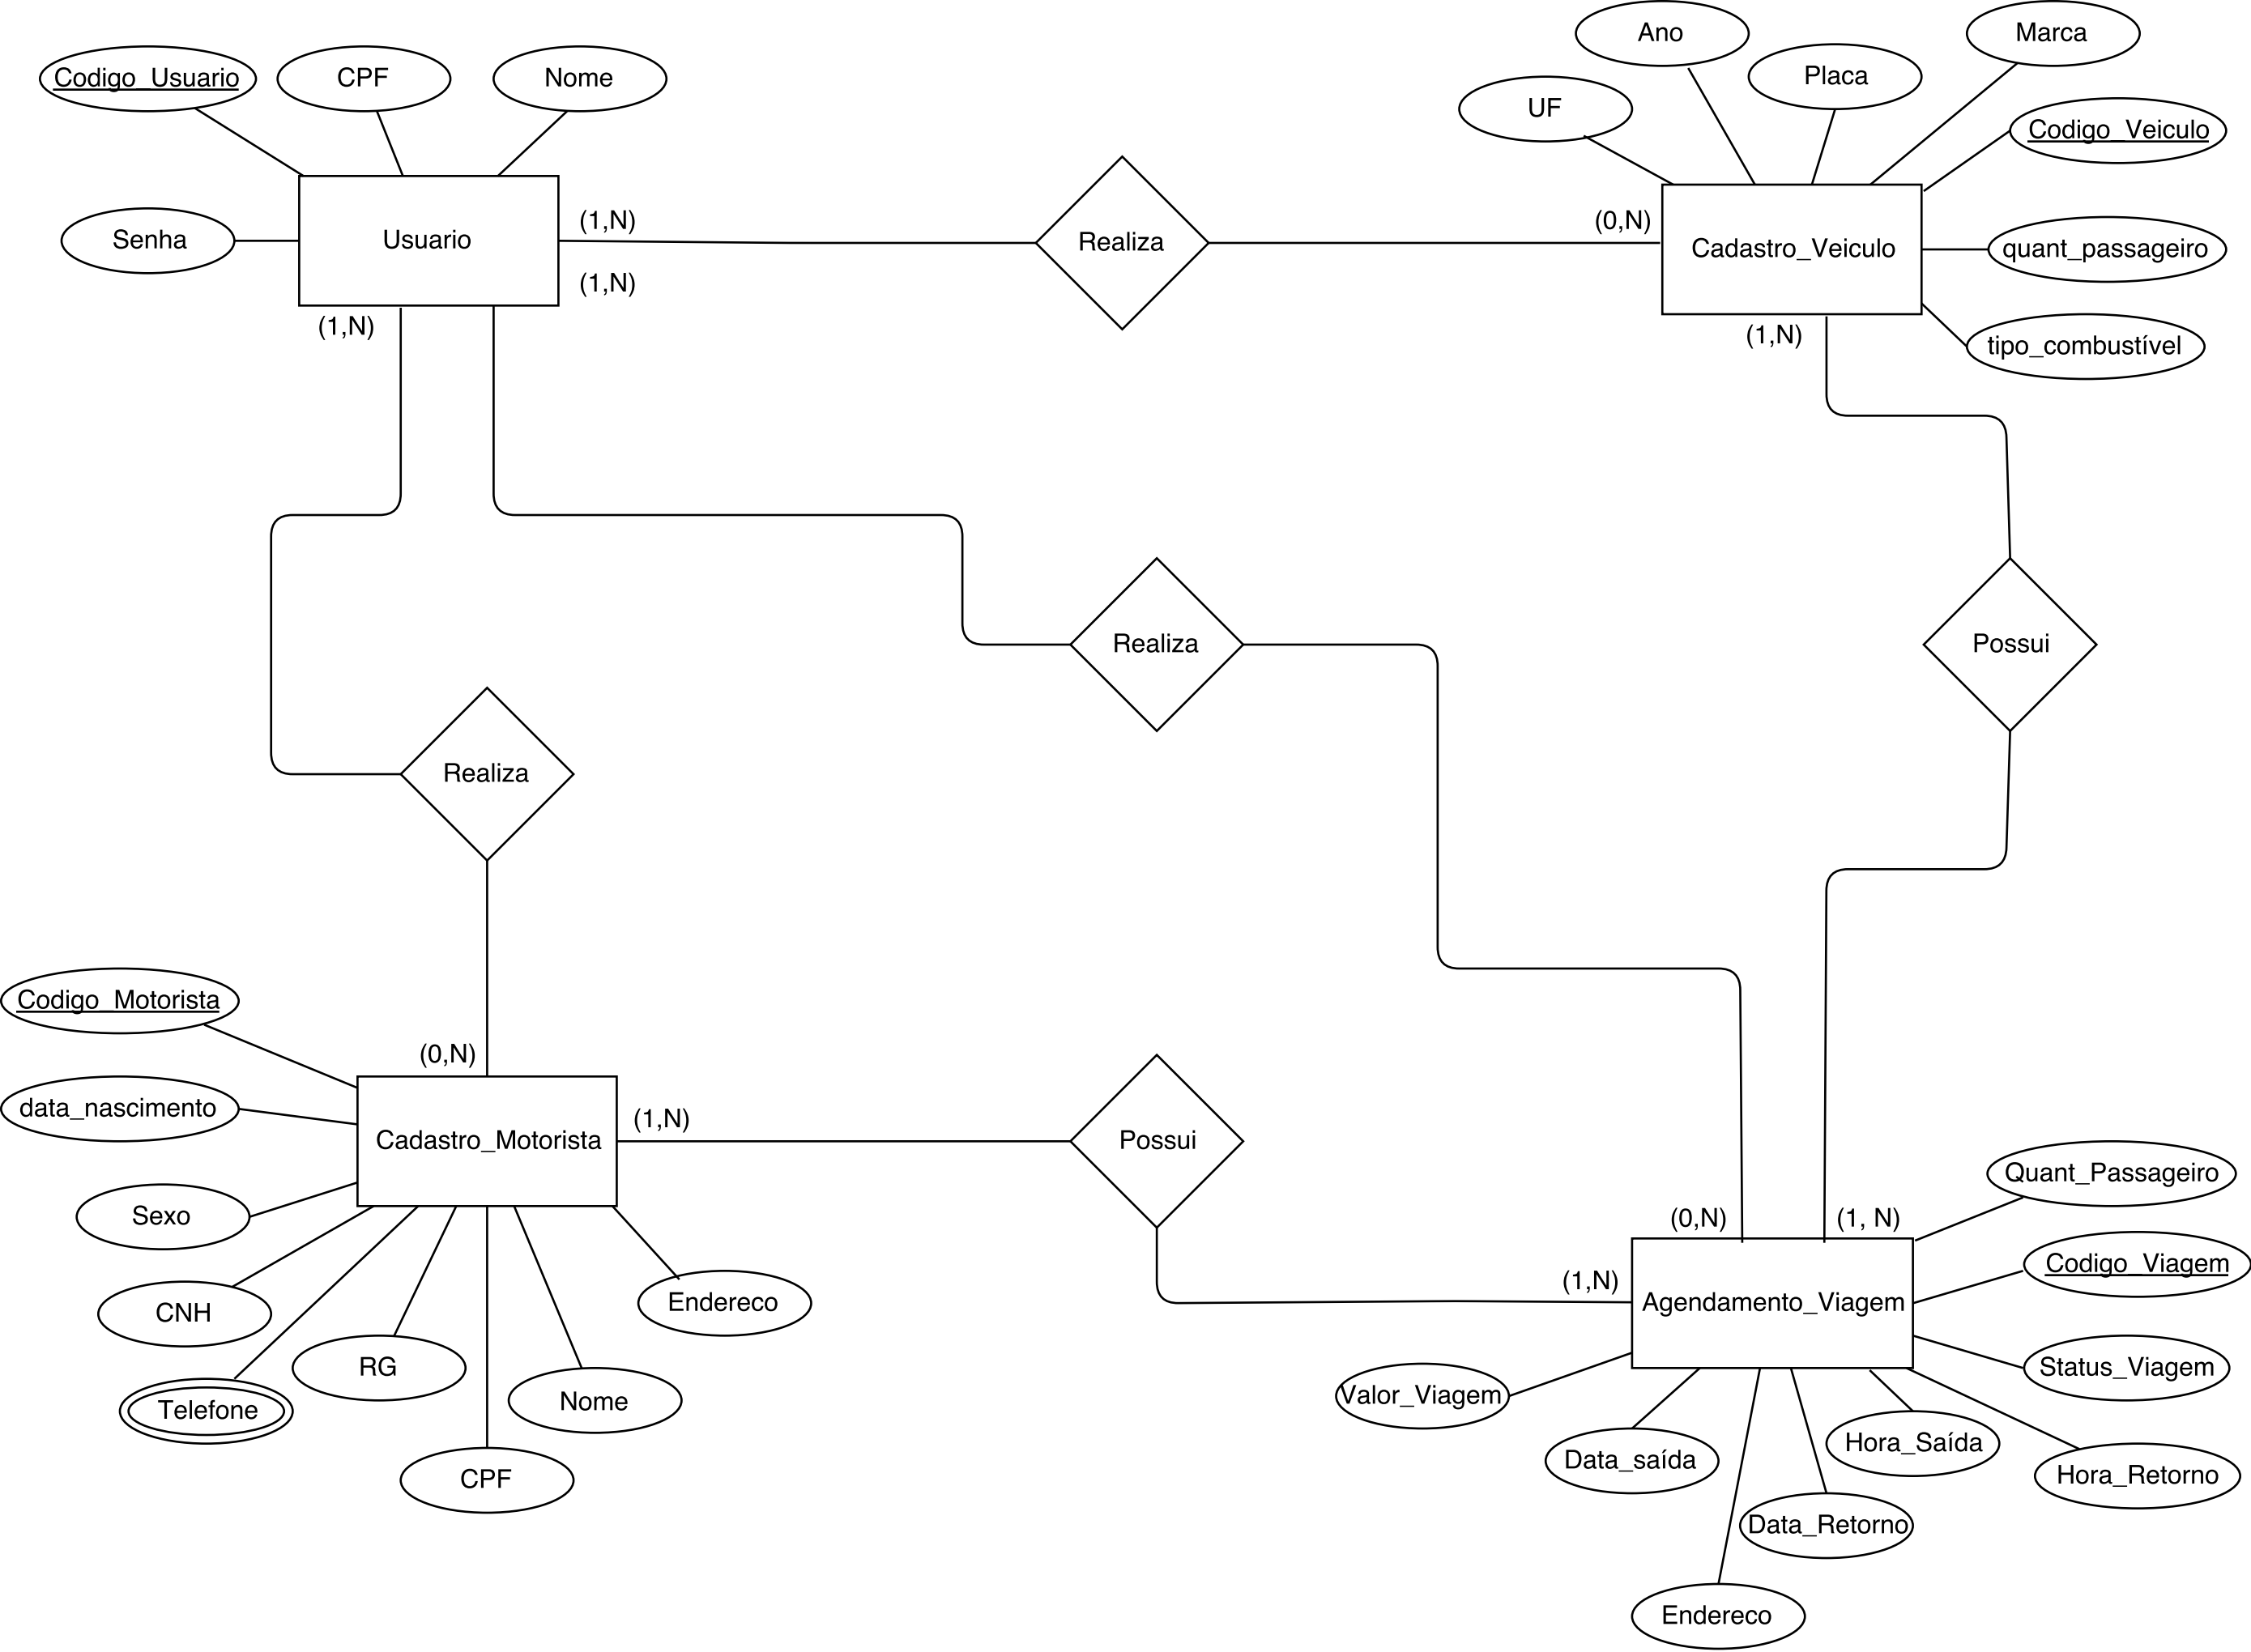 Ano
Marca
Codigo_Usuario
CPF
Nome
UF
Placa
Codigo_Veiculo
Senha
Usuario
(1,N)
(1,N)
(1,N)
Realiza
(0,N)
Cadastro_Veiculo
quant_passageiro
(1,N)
tipo_combustível
Realiza
Possui
Realiza
Codigo_Motorista
(0,N)
data_nascimento
Cadastro_Motorista
(1,N)
Possui
Sexo
CNH
Telefone
RG
CPF
Nome
Endereco
(0,N)
(1, N)
(1,N)
Agendamento_Viagem
Quant_Passageiro
Codigo_Viagem
Status_Viagem
Valor_Viagem
Data_saída
Hora_Saída
Hora_Retorno
Data_Retorno
Endereco